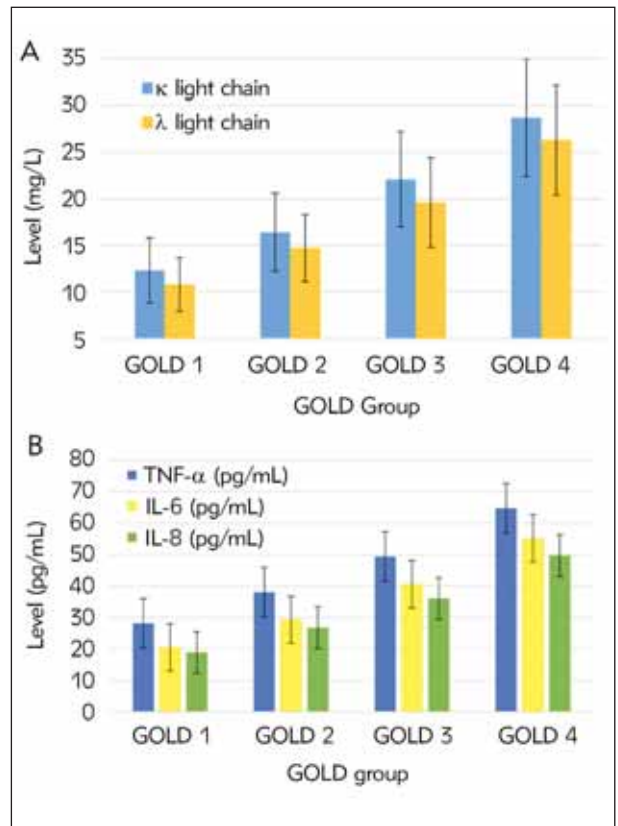 A
35
30
25
20
15
10
5
Level (mg/L)
κ light chain
λ light chain
GOLD 1 GOLD 2 GOLD 3 GOLD 4
GOLD Group
B
80
70
60
50
40
30
20
10
0
Level (pg/mL)
TNF-α (pg/mL)
IL-6 (pg/mL)
IL-8 (pg/mL)
GOLD 1 GOLD 2 GOLD 3 GOLD 4
GOLD group